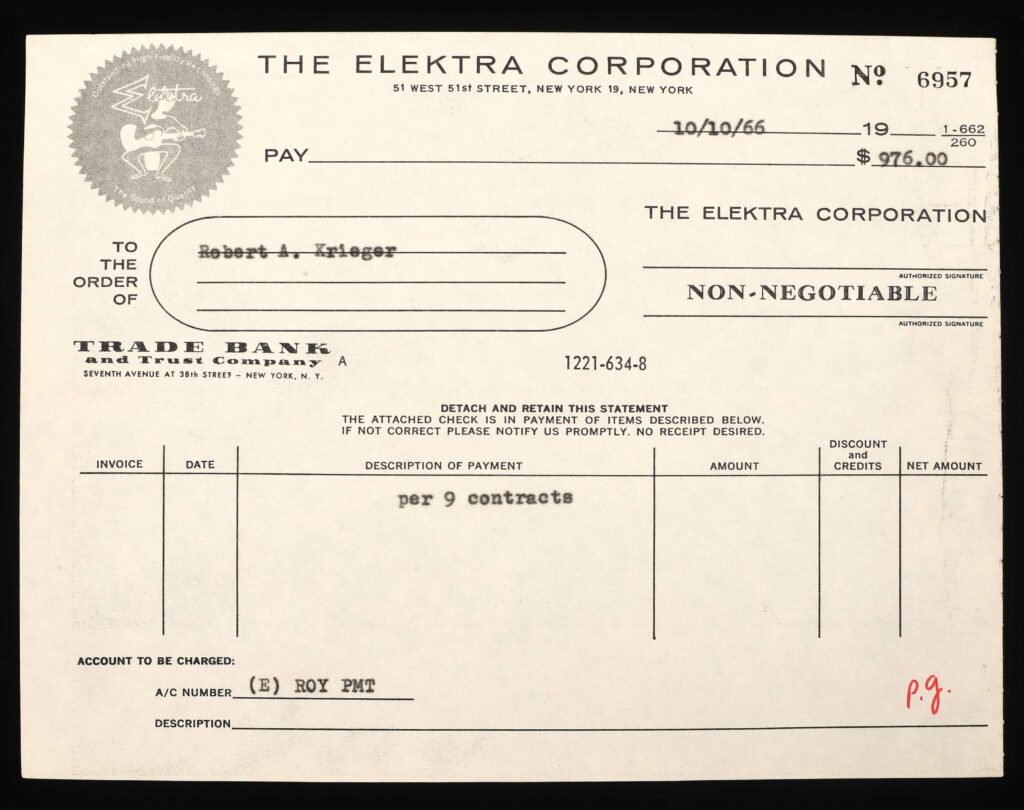 Outstanding High Fidelity Recordings
Elektra
The Sound of Quality
THE ELEKTRA CORPORATION
51 WEST 51st STREET, NEW YORK 19, NEW YORK
Nº 6957
10/10/66 19 1-662
260
PAY $ 976.00
THE ELEKTRA CORPORATION
TO
THE
ORDER
OF
Robert A. Krieger
AUTHORIZED SIGNATURE
NON-NEGOTIABLE
AUTHORIZED SIGNATURE
TRADE BANK
and Trust Company A
SEVENTH AVENUE AT 38th STREET – NEW YORK, N. Y.
1221-634-8
DETACH AND RETAIN THIS STATEMENT
THE ATTACHED CHECK IS IN PAYMENT OF ITEMS DESCRIBED BELOW.
IF NOT CORRECT PLEASE NOTIFY US PROMPTLY. NO RECEIPT DESIRED.
INVOICE DATE DESCRIPTION OF PAYMENT AMOUNT DISCOUNT
and
CREDITS NET AMOUNT
per 9 contracts
ACCOUNT TO BE CHARGED:
A/C NUMBER (E) ROY PMT
DESCRIPTION
p.g.